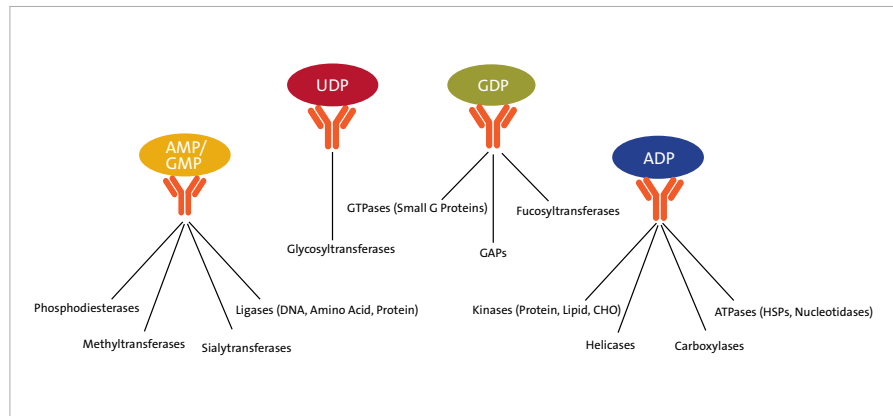 UDP
GDP
AMP/
GMP
ADP
GTPases (Small G Proteins)
Fucosyltransferases
Glycosyltransferases
GAPs
Phosphodiesterases
Ligases (DNA, Amino Acid, Protein)
Kinases (Protein, Lipid, CHO)
ATPases (HSPs, Nucleotidases)
Methyltransferases
Sialytransferases
Helicases
Carboxylases